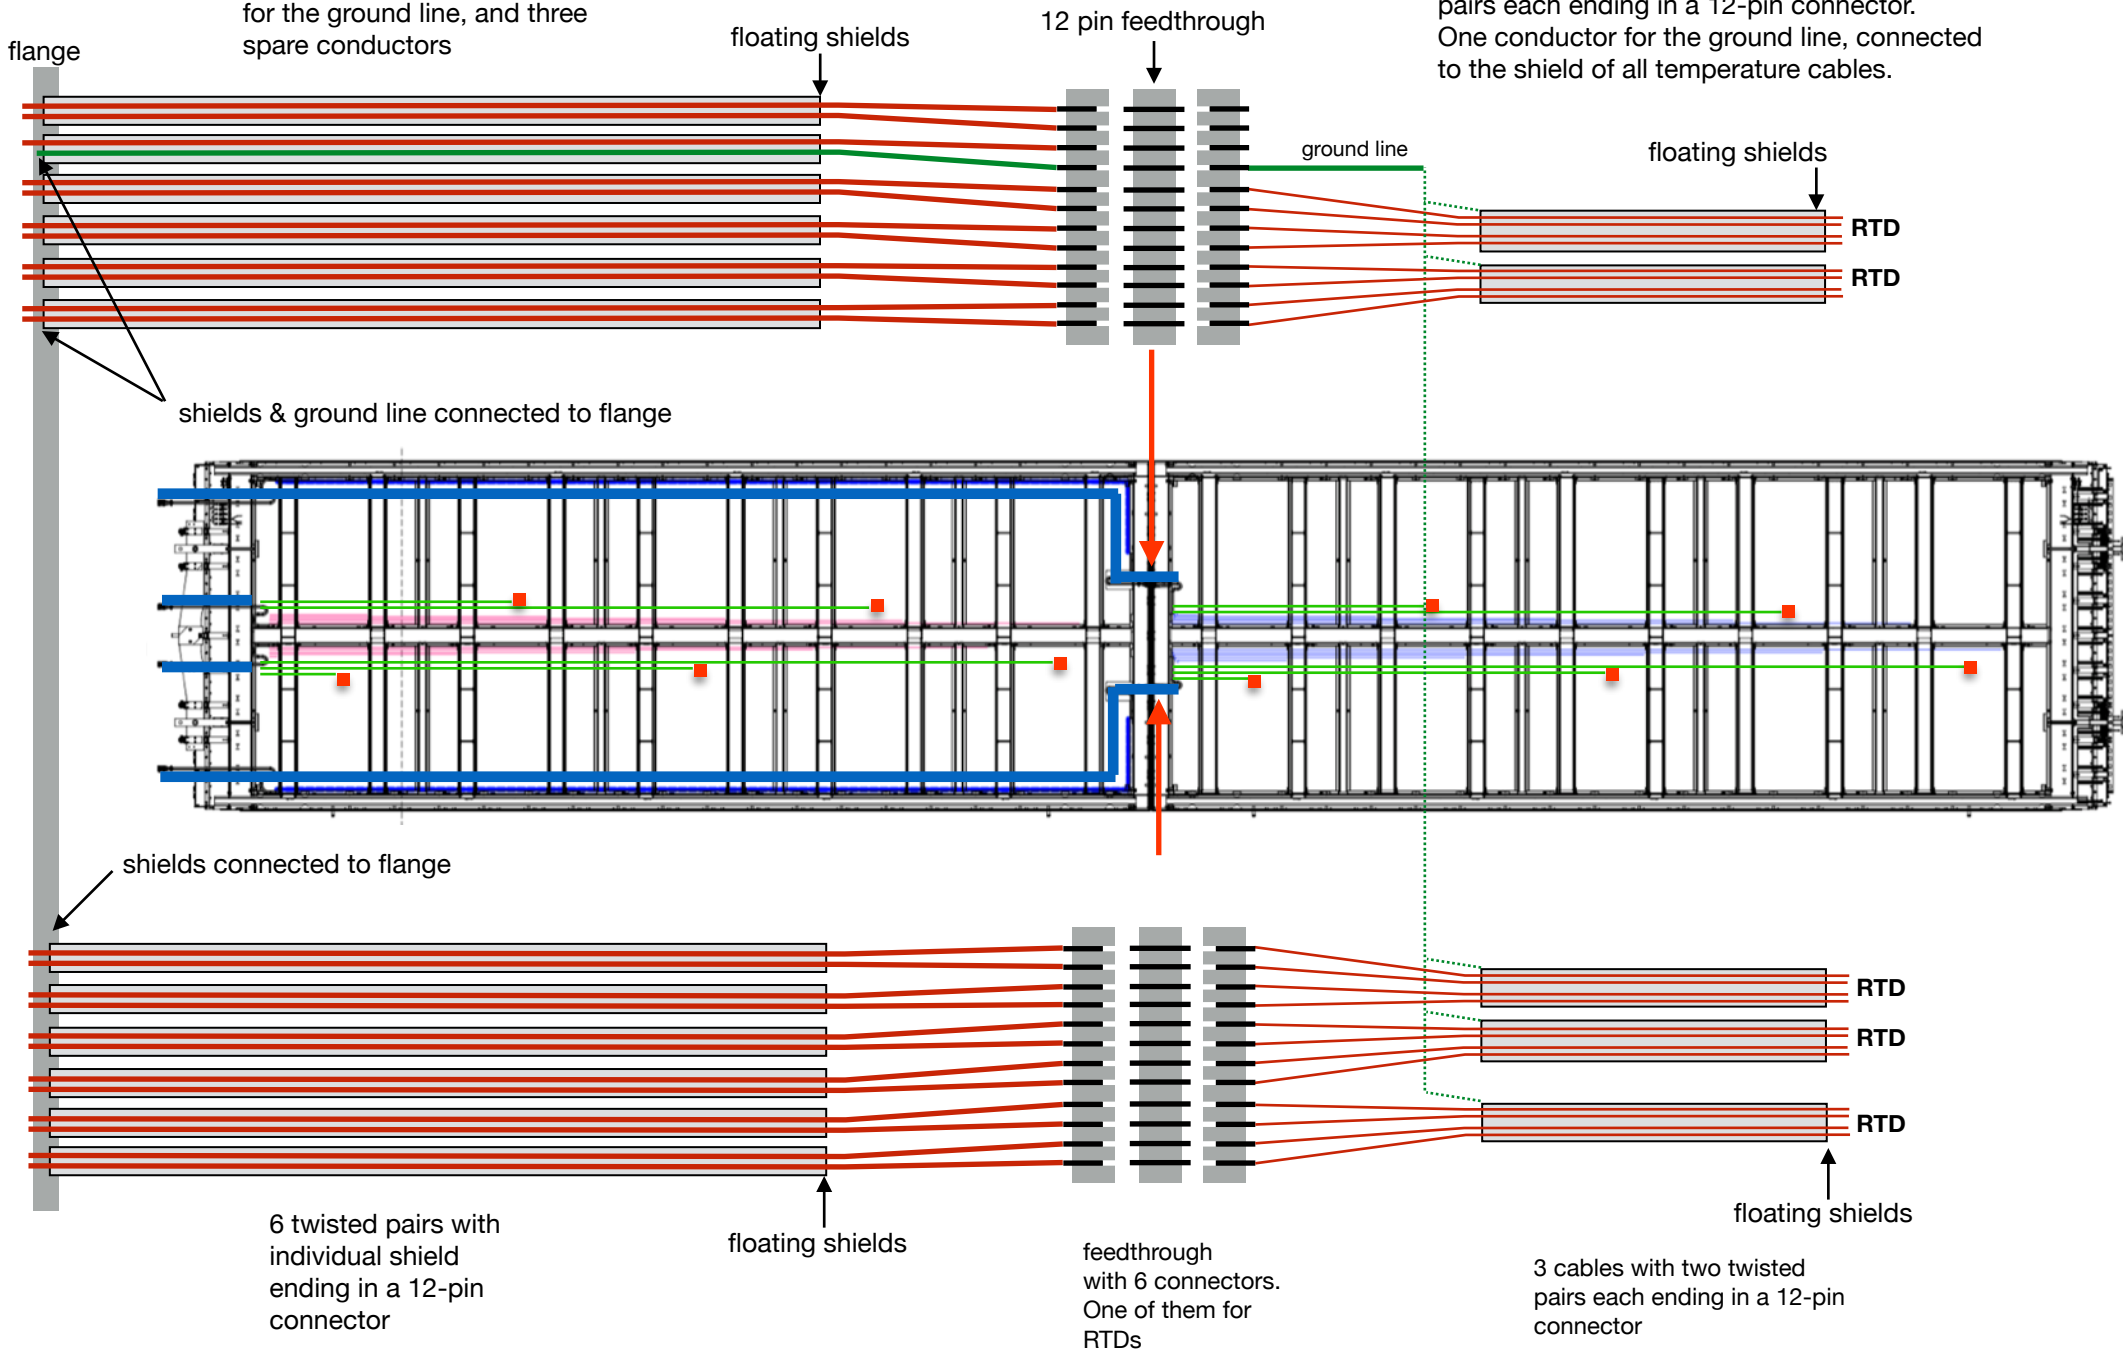 for the ground line, and three
spare conductors
flange
floating shields
12 pin feedthrough
pairs each ending in a 12-pin connector.
One conductor for the ground line, connected
to the shield of all temperature cables.
ground line
floating shields
RTD
RTD
shields & ground line connected to flange
shields connected to flange
RTD
RTD
RTD
6 twisted pairs with
individual shield
ending in a 12-pin
connector
floating shields
feedthrough
with 6 connectors.
One of them for
RTDs
floating shields
3 cables with two twisted
pairs each ending in a 12-pin
connector